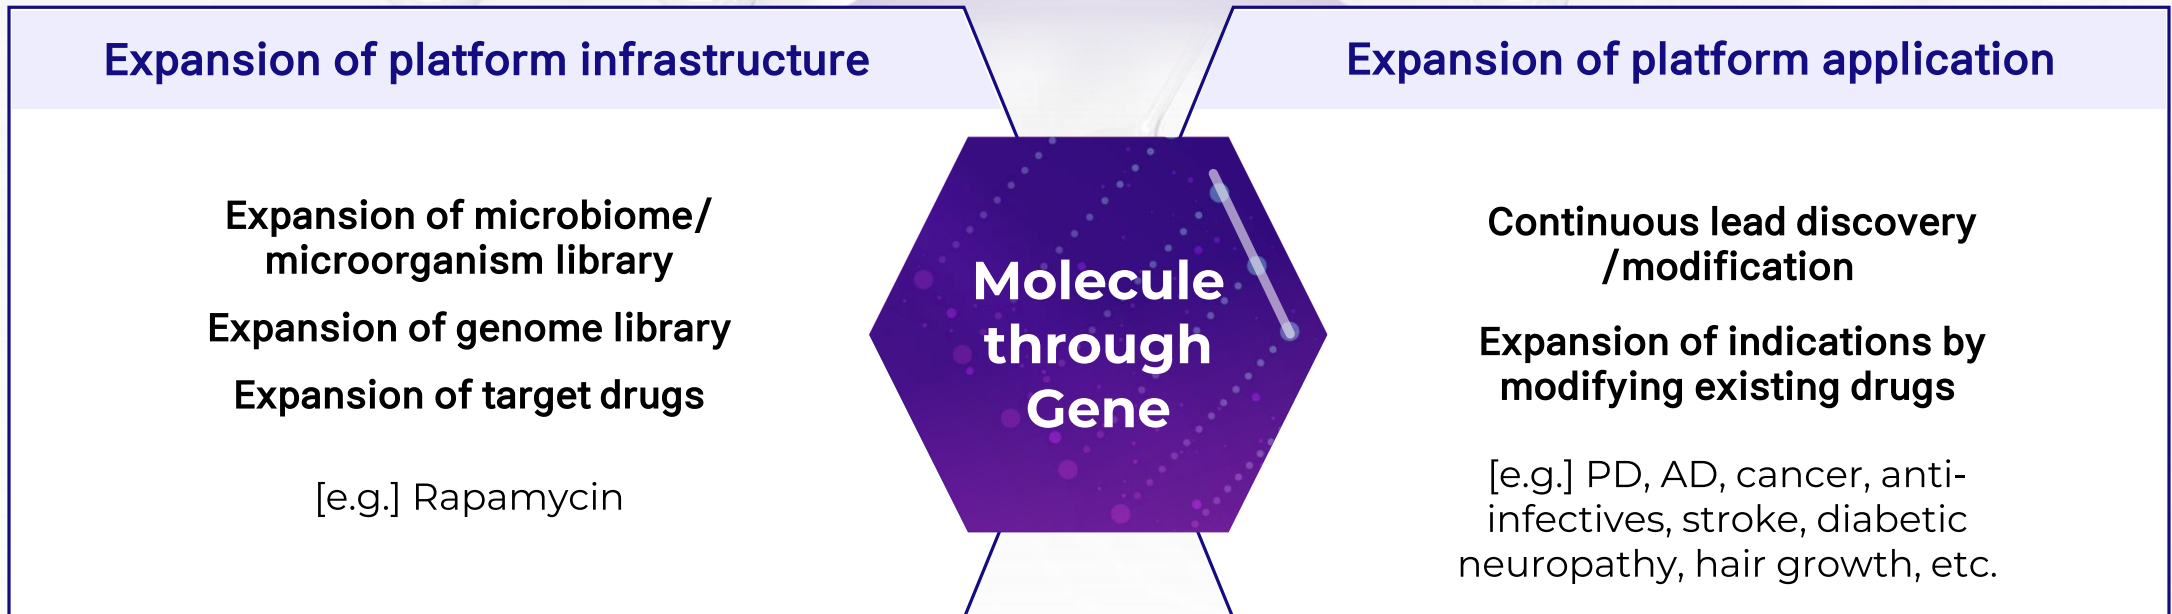 Expansion of platform infrastructure
Expansion of microbiome/
microorganism library
Expansion of genome library
Expansion of target drugs
[e.g.] Rapamycin
Molecule
through
Gene
Expansion of platform application
Continuous lead discovery
/modification
Expansion of indications by
modifying existing drugs
[e.g.] PD, AD, cancer, anti-
infectives, stroke, diabetic
neuropathy, hair growth, etc.